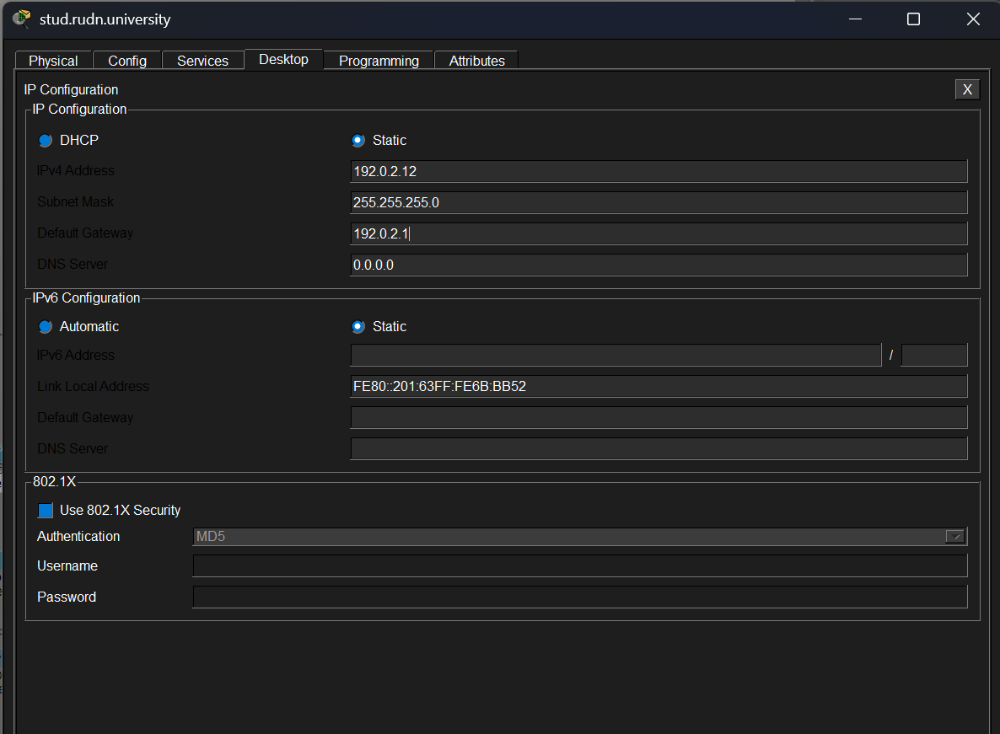 stud.rudn.university
Physical Config Services Desktop Programming Attributes
IP Configuration X
IP Configuration
DHCP Static
IPv4 Address 192.0.2.12
Subnet Mask 255.255.255.0
Default Gateway 192.0.2.1
DNS Server 0.0.0.0
IPv6 Configuration
Automatic Static
IPv6 Address /
Link Local Address FE80::201:63FF:FE6B:BB52
Default Gateway
DNS Server
802.1X
Use 802.1X Security
Authentication MD5
Username
Password